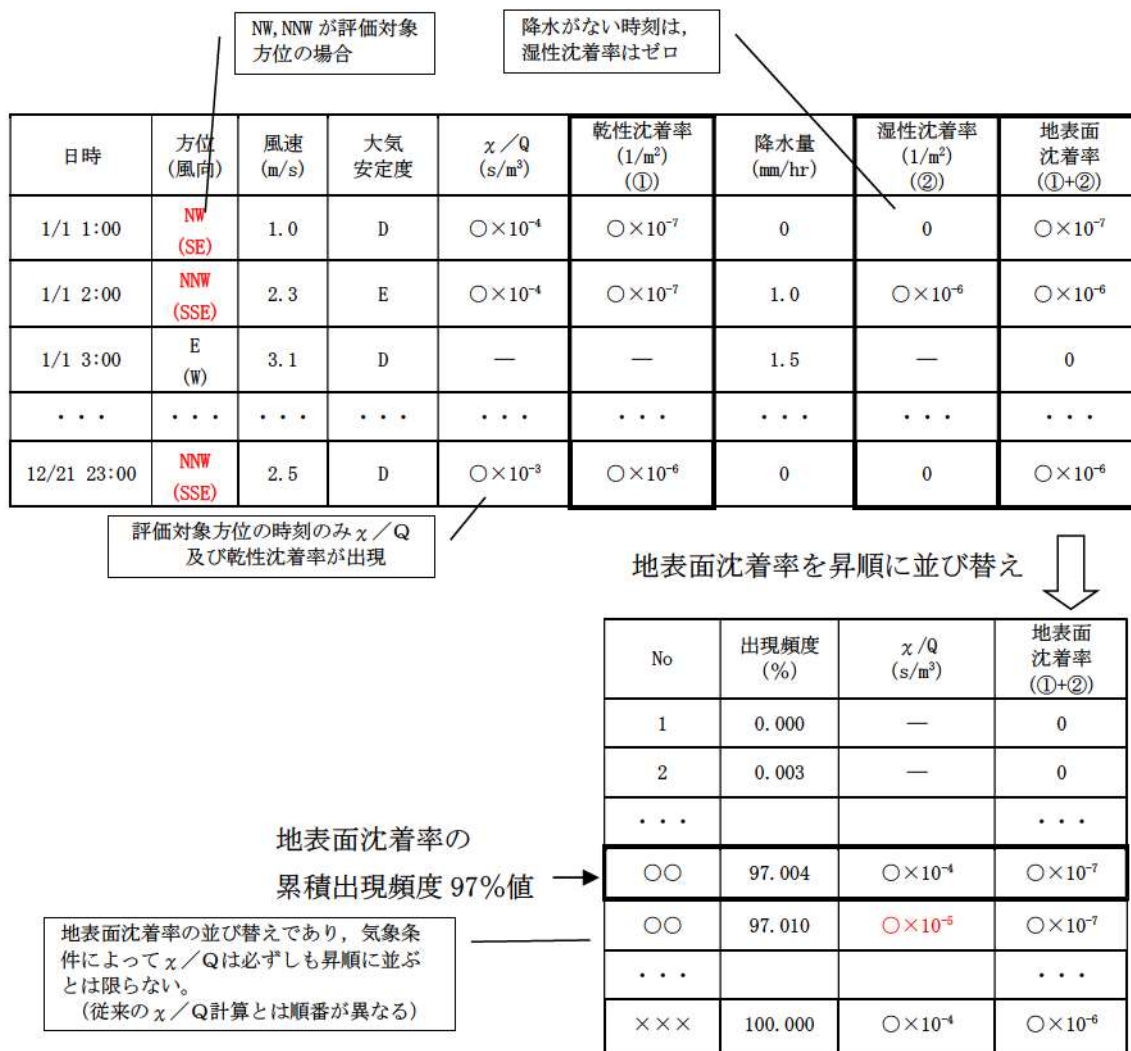 NW, NNW が評価対象
方位の場合
降水がない時刻は，
湿性沈着率はゼロ
日時 方位 (風向) 風速 (m/s) 大気 安定度 χ／Q (s/m³) 乾性沈着率 (1/m²) (①) 降水量 (mm/hr) 湿性沈着率 (1/m²) (②) 地表面 沈着率 (①+②)
1/1 1:00 NW (SE) 1.0 D ○×10⁻⁴ ○×10⁻⁷ 0 0 ○×10⁻⁷
1/1 2:00 NNW (SSE) 2.3 E ○×10⁻⁴ ○×10⁻⁷ 1.0 ○×10⁻⁶ ○×10⁻⁶
1/1 3:00 E (W) 3.1 D — — 1.5 — 0
・・・ ・・・ ・・・ ・・・ ・・・ ・・・ ・・・ ・・・ ・・・
12/21 23:00 NNW (SSE) 2.5 D ○×10⁻³ ○×10⁻⁶ 0 0 ○×10⁻⁶
評価対象方位の時刻のみχ／Q
及び乾性沈着率が出現
地表面沈着率を昇順に並び替え
No 出現頻度 (%) χ/Q (s/m³) 地表面 沈着率 (①+②)
1 0.000 — 0
2 0.003 — 0
・・・ ・・・
○○ 97.004 ○×10⁻⁴ ○×10⁻⁷
○○ 97.010 ○×10⁻⁵ ○×10⁻⁷
・・・ ・・・
××× 100.000 ○×10⁻⁴ ○×10⁻⁶
地表面沈着率の
累積出現頻度 97%値
地表面沈着率の並び替えであり，気象条
件によってχ／Qは必ずしも昇順に並ぶ
とは限らない。
（従来のχ／Q計算とは順番が異なる）